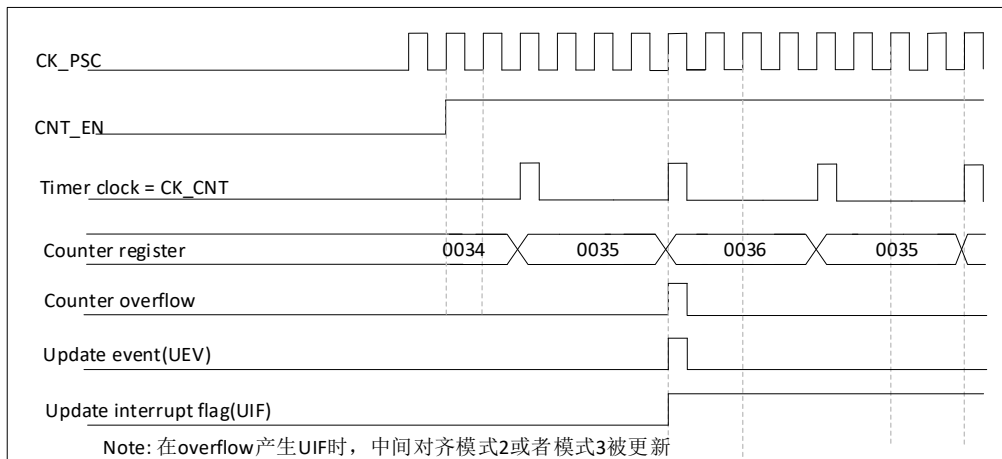 CK_PSC
CNT_EN
Timer clock = CK_CNT
Counter register 0034 0035 0036 0035
Counter overflow
Update event(UEV)
Update interrupt flag(UIF)
Note: 在overflow产生UIF时，中间对齐模式2或者模式3被更新